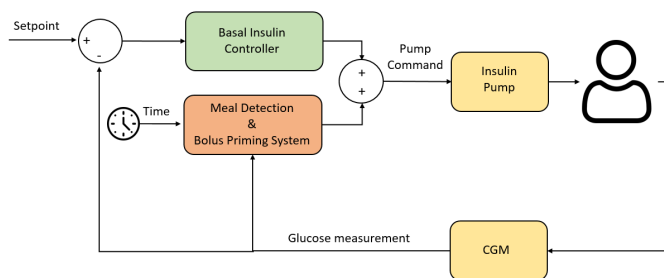 Setpoint
+
-
Basal Insulin
Controller
+
+
Pump
Command
Insulin
Pump
Time
Meal Detection
&
Bolus Priming System
Glucose measurement
CGM